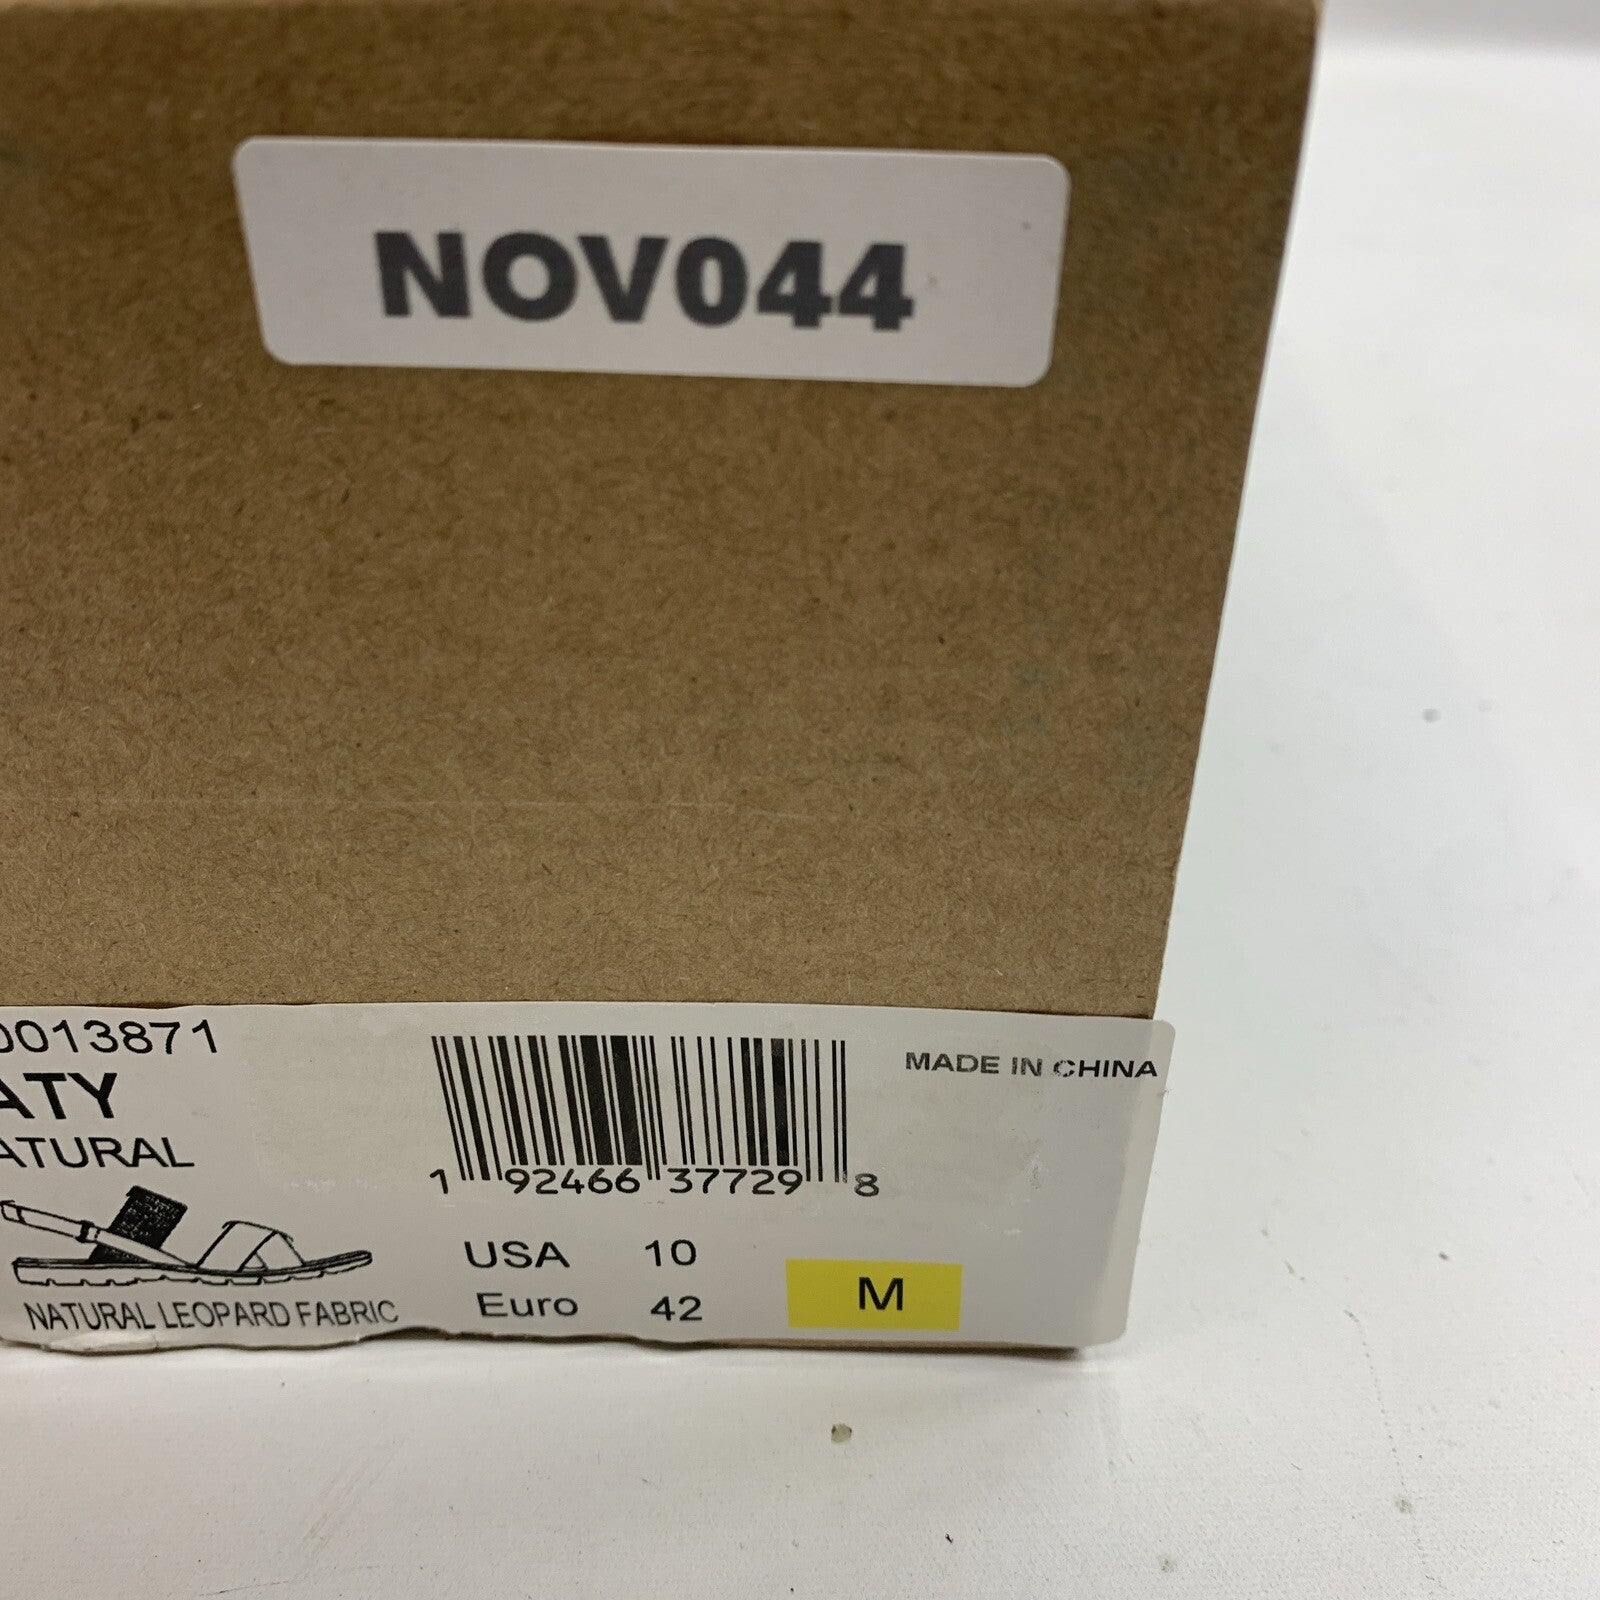 NOV044
0013871
ATY
ATURAL
NATURAL LEOPARD FABRIC
1 92466 37729 8
USA 10
Euro 42
M
MADE IN CHINA